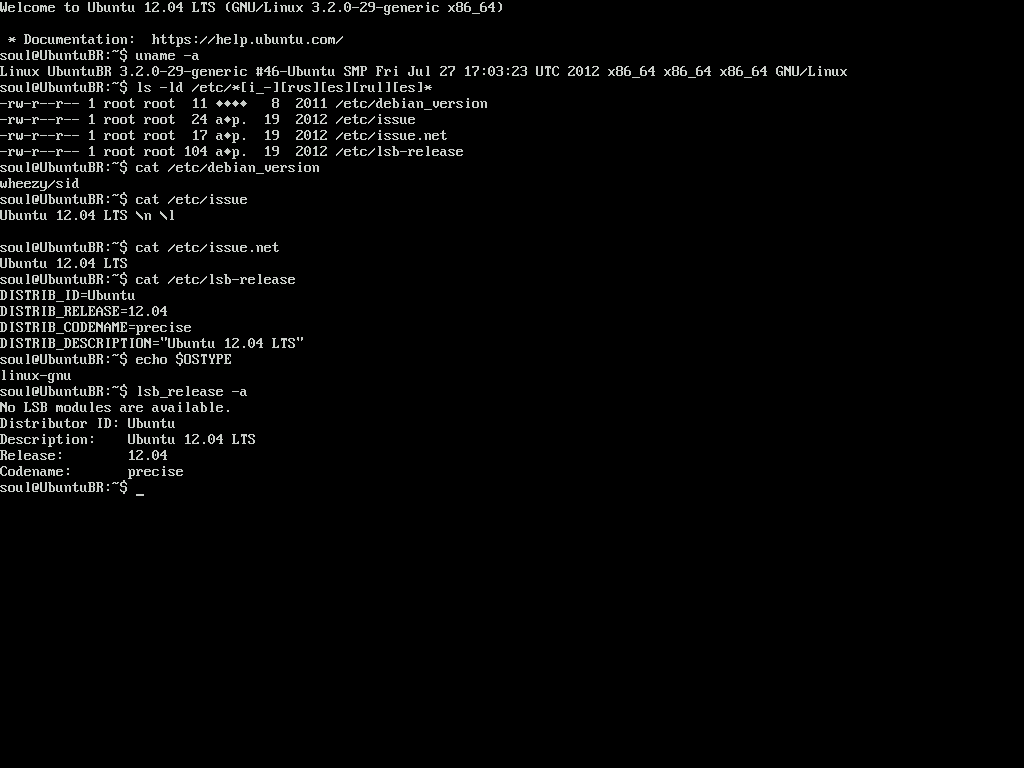 Welcome to Ubuntu 12.04 LTS (GNU/Linux 3.2.0-29-generic x86_64)
* Documentation:  https://help.ubuntu.com/
soul@UbuntuBR:~$ uname -a
Linux UbuntuBR 3.2.0-29-generic #46-Ubuntu SMP Fri Jul 27 17:03:23 UTC 2012 x86_64 x86_64 x86_64 GNU/Linux
soul@UbuntuBR:~$ ls -ld /etc/*[i_-][rvs][es][rul][es]*
-rw-r--r-- 1 root root  11 ♦♦♦♦   8  2011 /etc/debian_version
-rw-r--r-- 1 root root  24 a♦p.  19  2012 /etc/issue
-rw-r--r-- 1 root root  17 a♦p.  19  2012 /etc/issue.net
-rw-r--r-- 1 root root 104 a♦p.  19  2012 /etc/lsb-release
soul@UbuntuBR:~$ cat /etc/debian_version
wheezy/sid
soul@UbuntuBR:~$ cat /etc/issue
Ubuntu 12.04 LTS \n \l
soul@UbuntuBR:~$ cat /etc/issue.net
Ubuntu 12.04 LTS
soul@UbuntuBR:~$ cat /etc/lsb-release
DISTRIB_ID=Ubuntu
DISTRIB_RELEASE=12.04
DISTRIB_CODENAME=precise
DISTRIB_DESCRIPTION="Ubuntu 12.04 LTS"
soul@UbuntuBR:~$ echo $OSTYPE
linux-gnu
soul@UbuntuBR:~$ lsb_release -a
No LSB modules are available.
Distributor ID: Ubuntu
Description:    Ubuntu 12.04 LTS
Release:        12.04
Codename:       precise
soul@UbuntuBR:~$ _